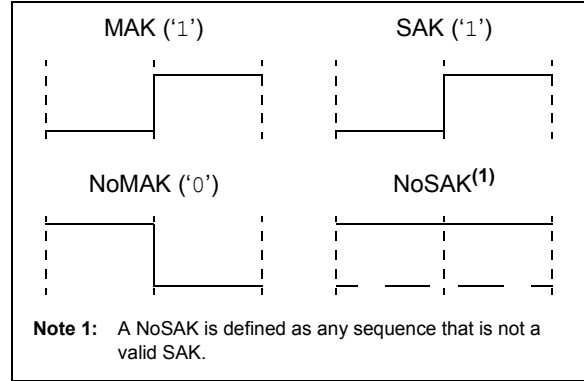 MAK (‘1’) SAK (‘1’)
NoMAK (‘0’) NoSAK(1)
Note 1: A NoSAK is defined as any sequence that is not a
valid SAK.